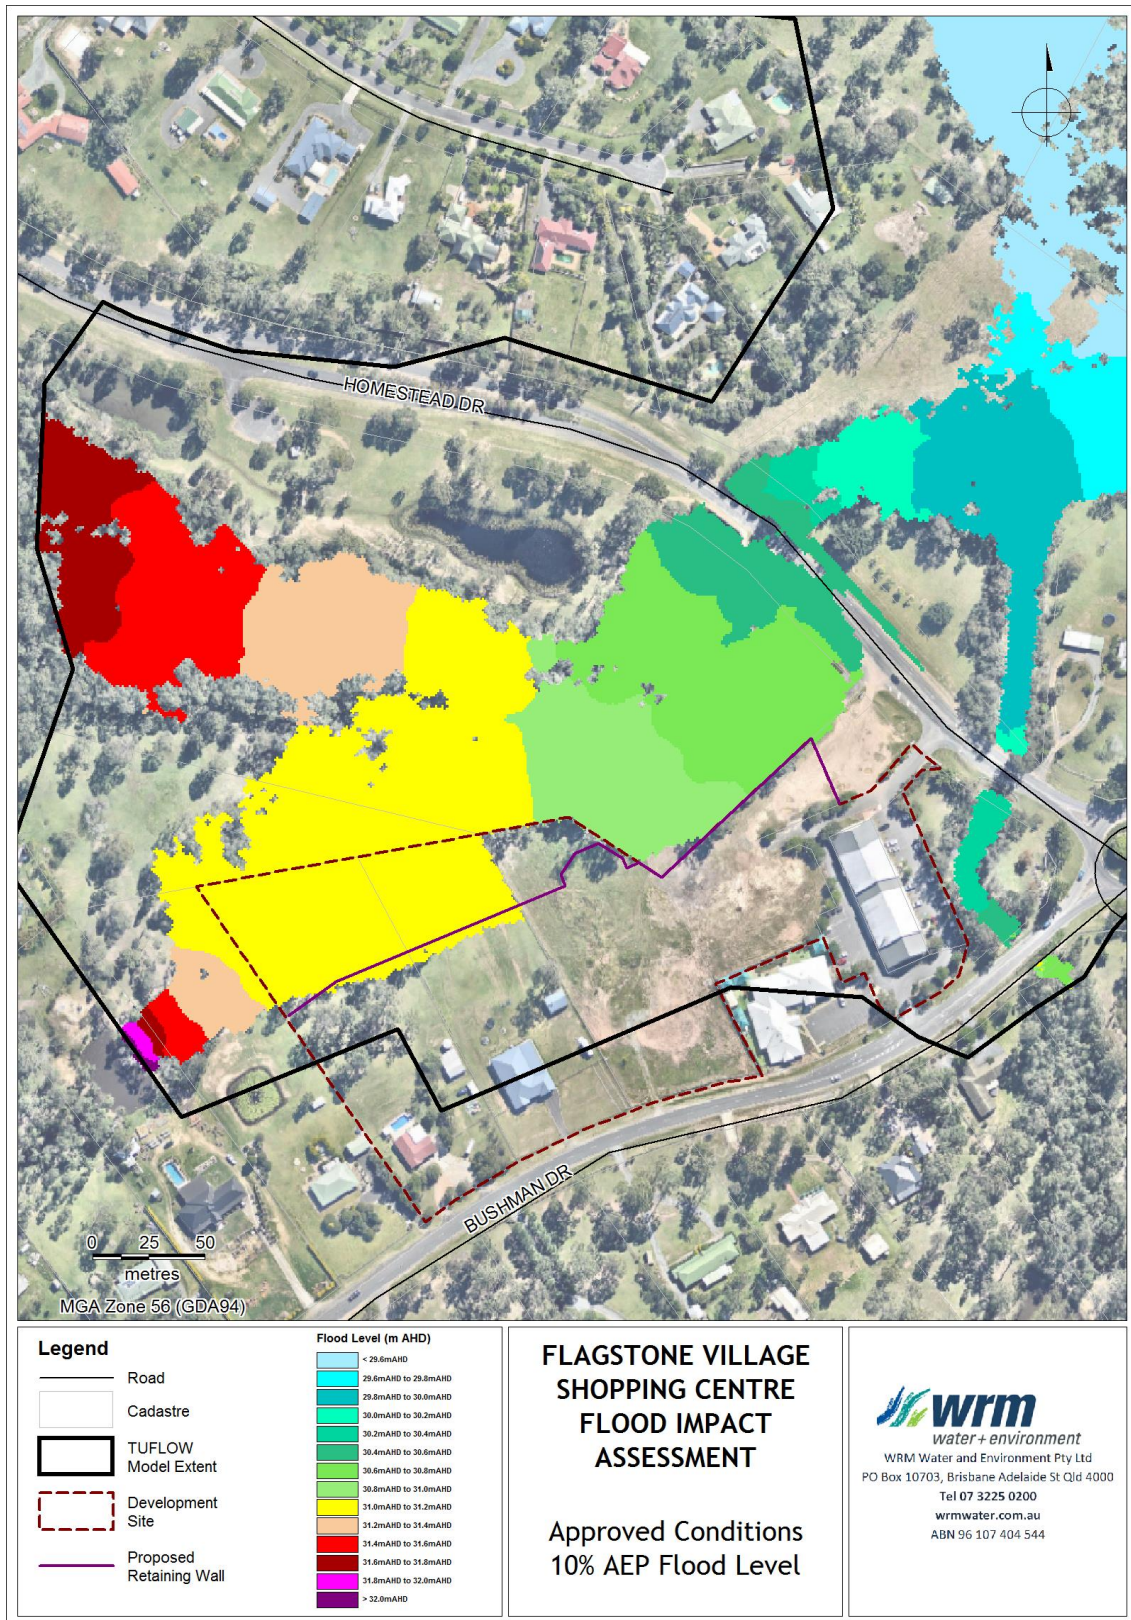 HOMESTEAD DR
BUSHMAN DR
0 25 50
metres
MGA Zone 56 (GDA94)
Legend
Road
Cadastre
TUFLOW
Model Extent
Development
Site
Proposed
Retaining Wall
Flood Level (m AHD)
< 29.6mAHD
29.6mAHD to 29.8mAHD
29.8mAHD to 30.0mAHD
30.0mAHD to 30.2mAHD
30.2mAHD to 30.4mAHD
30.4mAHD to 30.6mAHD
30.6mAHD to 30.8mAHD
30.8mAHD to 31.0mAHD
31.0mAHD to 31.2mAHD
31.2mAHD to 31.4mAHD
31.4mAHD to 31.6mAHD
31.6mAHD to 31.8mAHD
31.8mAHD to 32.0mAHD
> 32.0mAHD
FLAGSTONE VILLAGE
SHOPPING CENTRE
FLOOD IMPACT
ASSESSMENT
Approved Conditions
10% AEP Flood Level
wrm
water + environment
WRM Water and Environment Pty Ltd
PO Box 10703, Brisbane Adelaide St Qld 4000
Tel 07 3225 0200
wrmwater.com.au
ABN 96 107 404 544